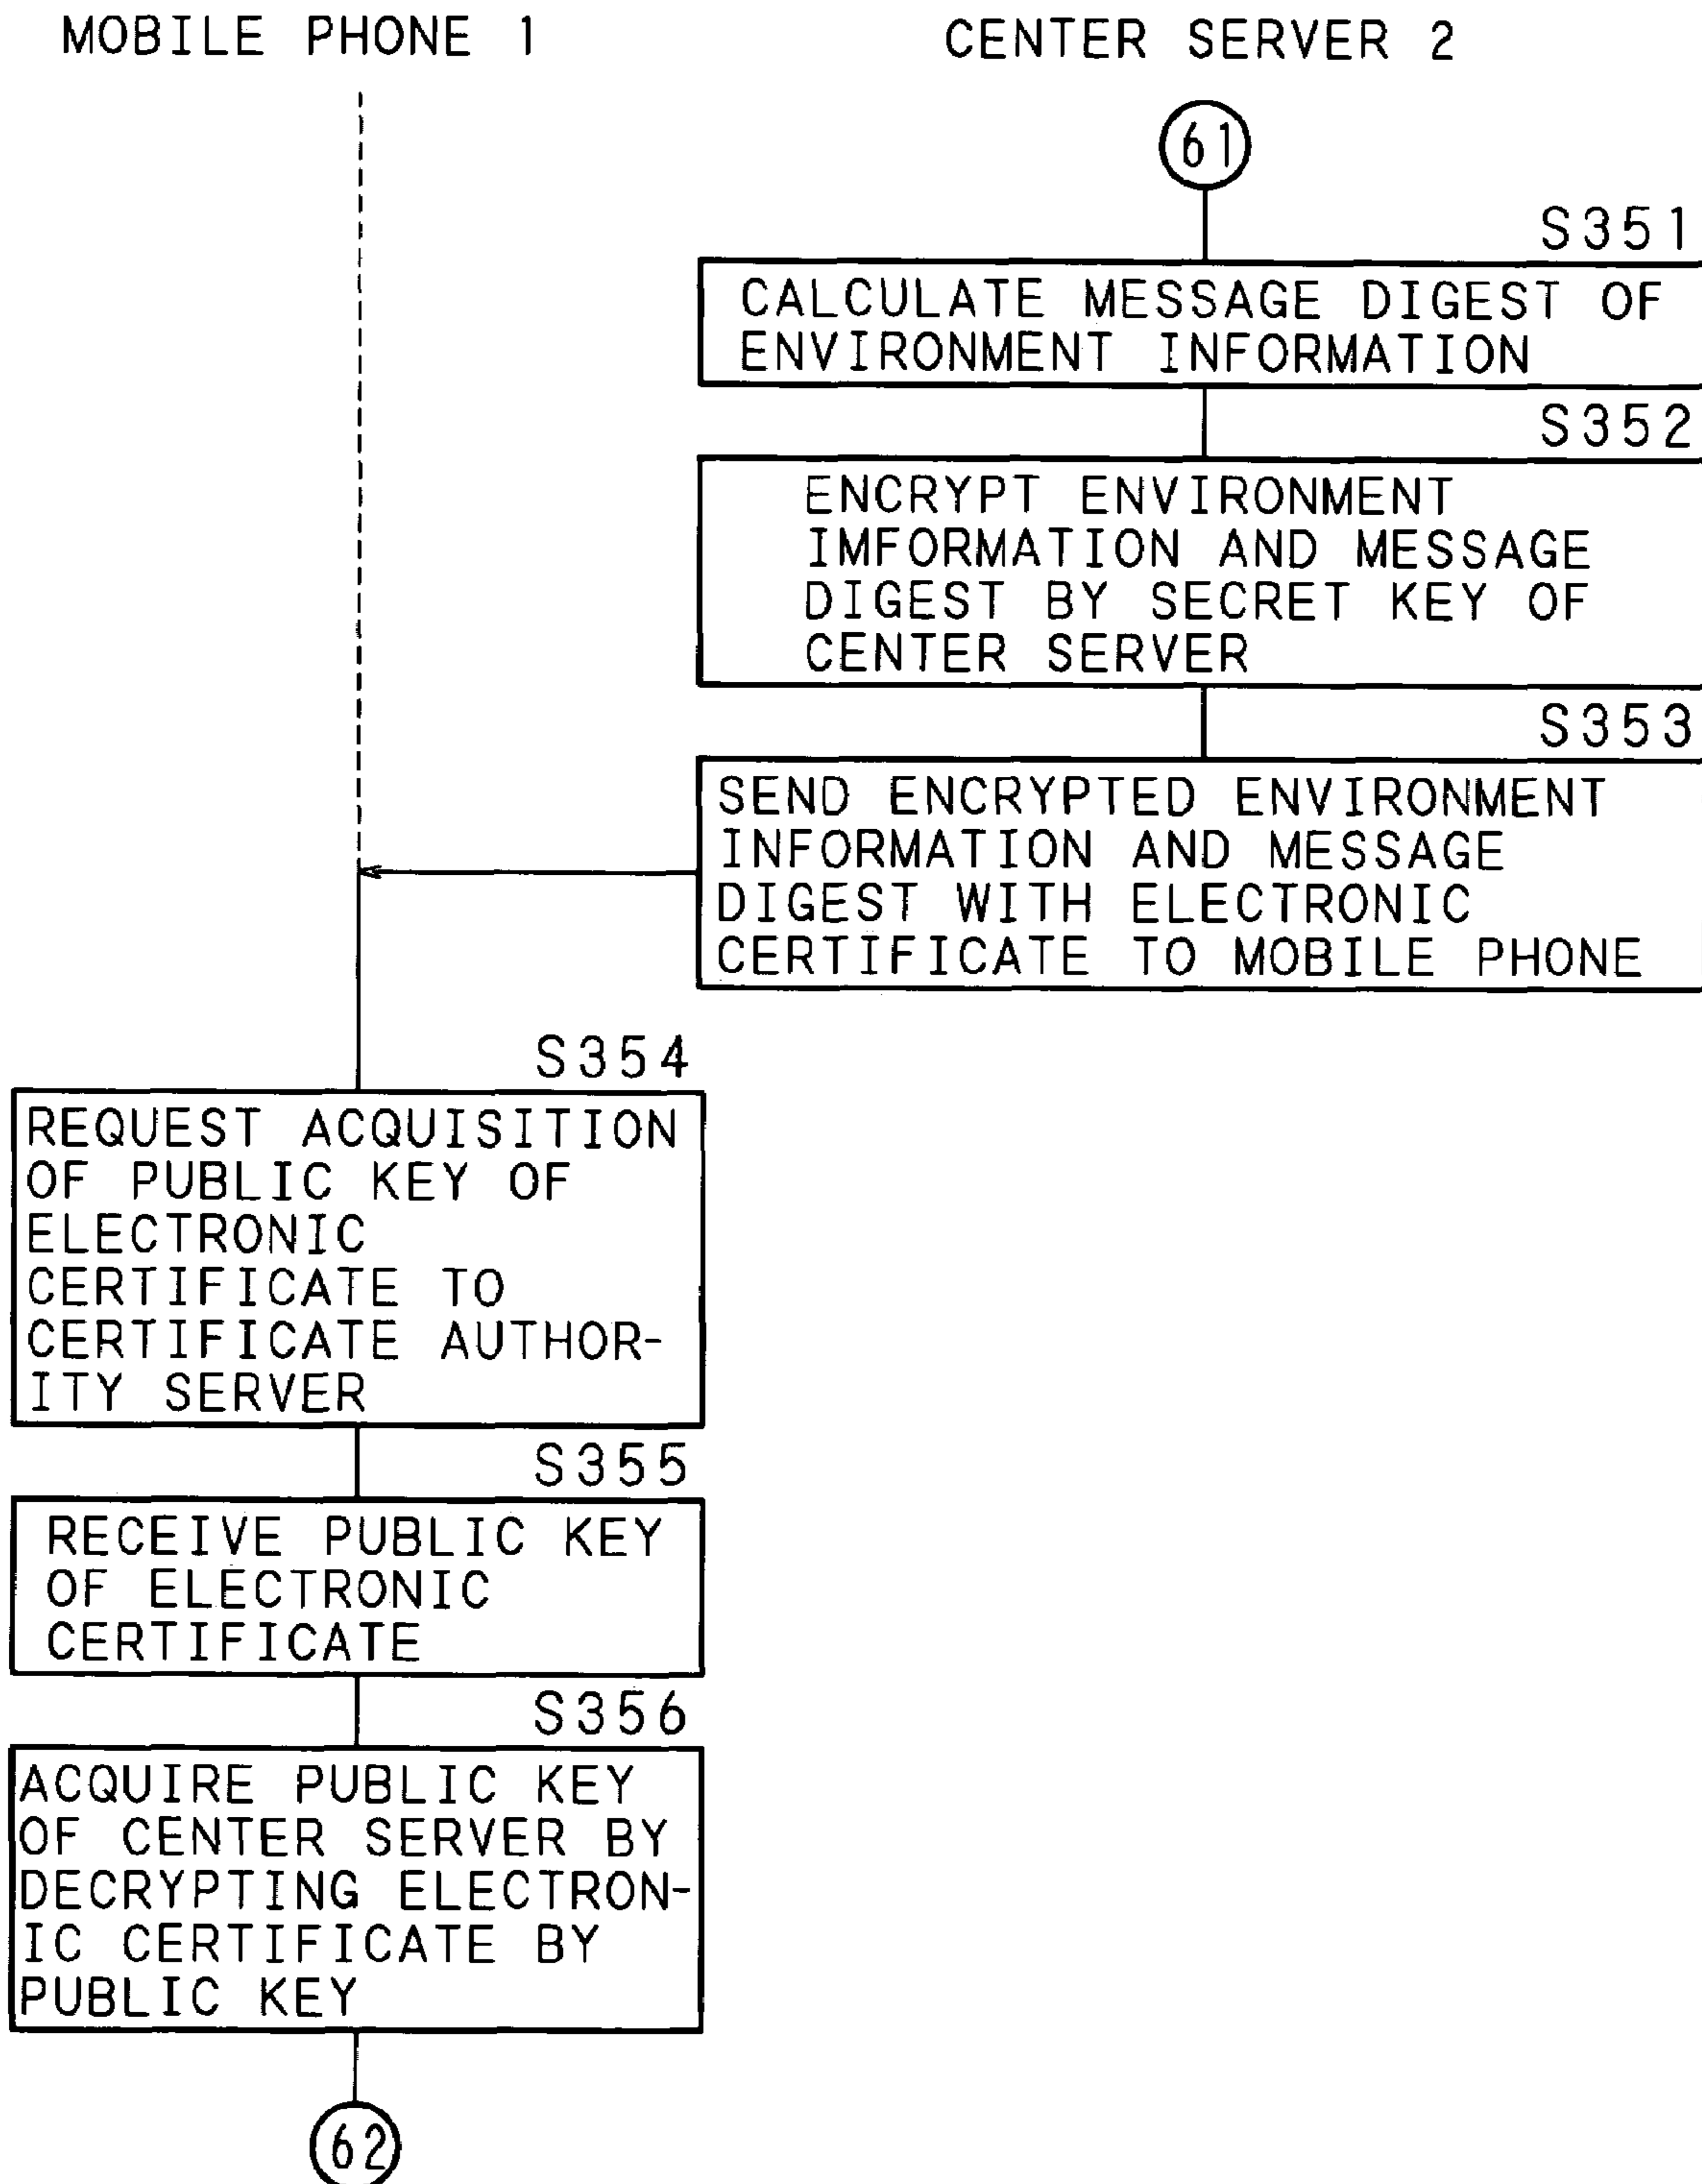 MOBILE PHONE 1
CENTER SERVER 2
61
S351
CALCULATE MESSAGE DIGEST OF
ENVIRONMENT INFORMATION
S352
ENCRYPT ENVIRONMENT
IMFORMATION AND MESSAGE
DIGEST BY SECRET KEY OF
CENTER SERVER
S353
SEND ENCRYPTED ENVIRONMENT
INFORMATION AND MESSAGE
DIGEST WITH ELECTRONIC
CERTIFICATE TO MOBILE PHONE
S354
REQUEST ACQUISITION
OF PUBLIC KEY OF
ELECTRONIC
CERTIFICATE TO
CERTIFICATE AUTHOR-
ITY SERVER
S355
RECEIVE PUBLIC KEY
OF ELECTRONIC
CERTIFICATE
S356
ACQUIRE PUBLIC KEY
OF CENTER SERVER BY
DECRYPTING ELECTRON-
IC CERTIFICATE BY
PUBLIC KEY
62